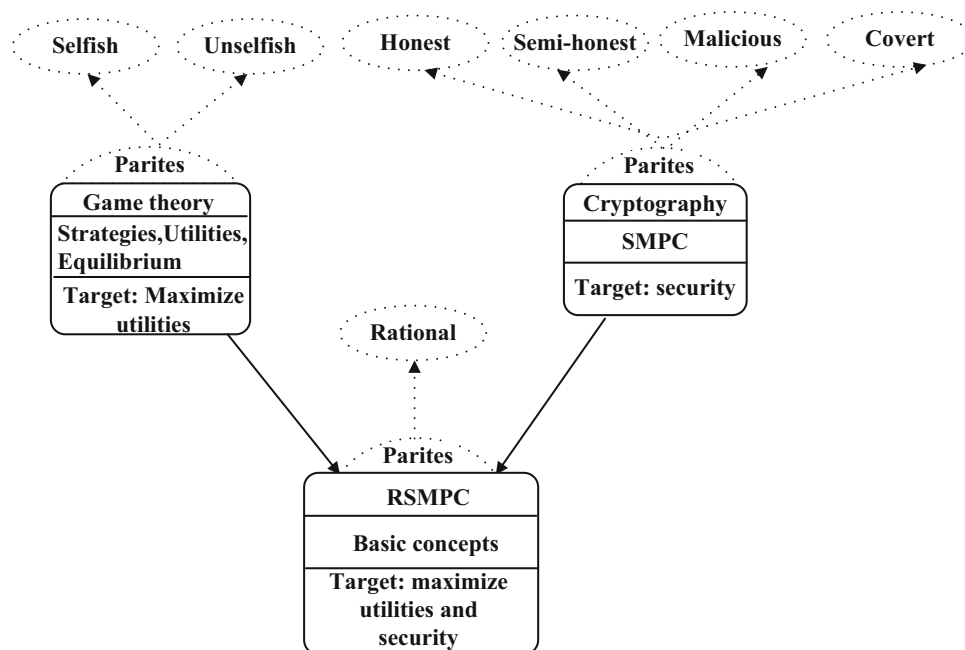 Selfish
Unselfish
Honest
Semi-honest
Malicious
Covert
Parites
Game theory
Strategies,Utilities,
Equilibrium
Target: Maximize
utilities
Parites
Cryptography
SMPC
Target: security
Rational
Parites
RSMPC
Basic concepts
Target: maximize
utilities and
security